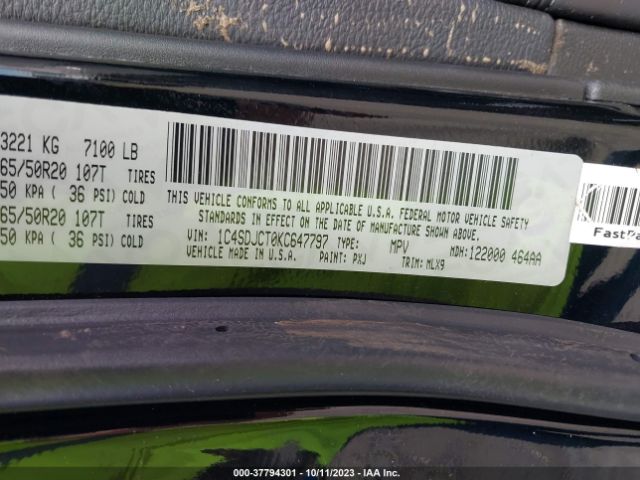 3221 KG 7100 LB
65/50R20 107T TIRES
50 KPA ( 36 PSI) COLD
65/50R20 107T TIRES
50 KPA ( 36 PSI) COLD
THIS VEHICLE CONFORMS TO ALL APPLICABLE U.S.A. FEDERAL MOTOR VEHICLE SAFETY
STANDARDS IN EFFECT ON THE DATE OF MANUFACTURE SHOWN ABOVE.
VIN: 1C4SDJCT0KC647797 TYPE: MPV MDH: 122000 464AA
VEHICLE MADE IN U.S.A. PAINT: PXJ TRIM: MLX9
FastPa
000-37794301 - 10/11/2023 - IAA Inc.